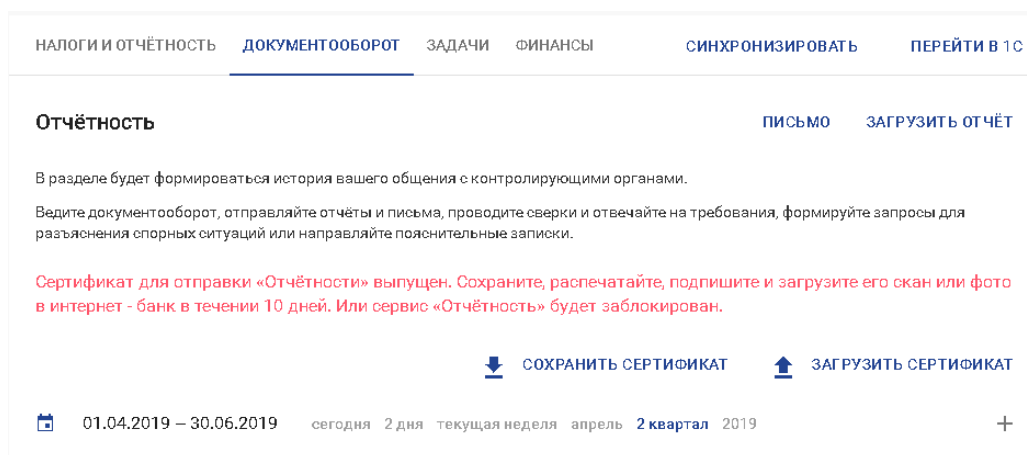 НАЛОГИ И ОТЧЁТНОСТЬ ДОКУМЕНТООБОРОТ ЗАДАЧИ ФИНАНСЫ СИНХРОНИЗИРОВАТЬ ПЕРЕЙТИ В 1С
Отчётность ПИСЬМО ЗАГРУЗИТЬ ОТЧЁТ
В разделе будет формироваться история вашего общения с контролирующими органами.
Ведите документооборот, отправляйте отчёты и письма, проводите сверки и отвечайте на требования, формируйте запросы для
разъяснения спорных ситуаций или направляйте пояснительные записки.
Сертификат для отправки «Отчётности» выпущен. Сохраните, распечатайте, подпишите и загрузите его скан или фото
в интернет - банк в течении 10 дней. Или сервис «Отчётность» будет заблокирован.
СОХРАНИТЬ СЕРТИФИКАТ ЗАГРУЗИТЬ СЕРТИФИКАТ
01.04.2019 – 30.06.2019 сегодня 2 дня текущая неделя апрель 2 квартал 2019